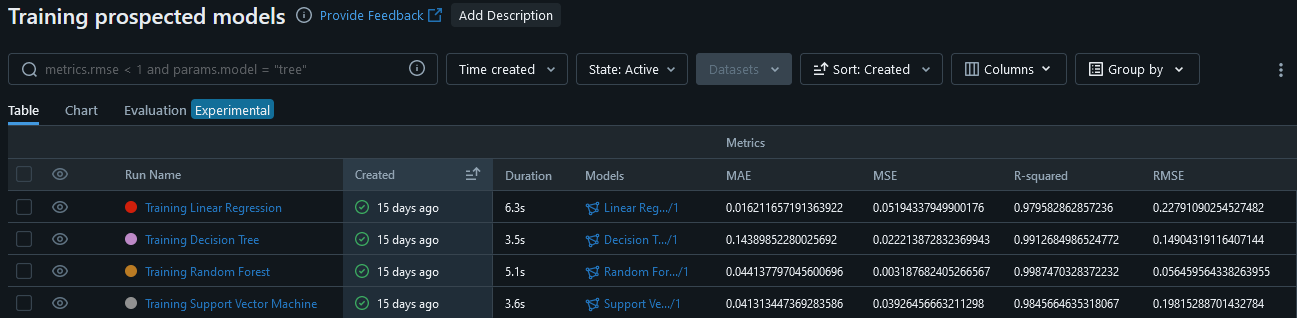 Training prospected models Provide Feedback Add Description
metrics.rmse < 1 and params.model = "tree" Time created State: Active Datasets Sort: Created Columns Group by
Table Chart Evaluation Experimental
Metrics
Run Name Created Duration Models MAE MSE R-squared RMSE
Training Linear Regression 15 days ago 6.3s Linear Reg.../1 0.016211657191363922 0.05194337949900176 0.979582862857236 0.22791090254527482
Training Decision Tree 15 days ago 3.5s Decision T.../1 0.14389852280025692 0.022213872832369943 0.9912684986524772 0.14904319116407144
Training Random Forest 15 days ago 5.1s Random For.../1 0.044137797045600696 0.003187682405266567 0.9987470328372232 0.056459564338263955
Training Support Vector Machine 15 days ago 3.6s Support Ve.../1 0.041313447369283586 0.03926456663211298 0.9845664635318067 0.19815288701432784